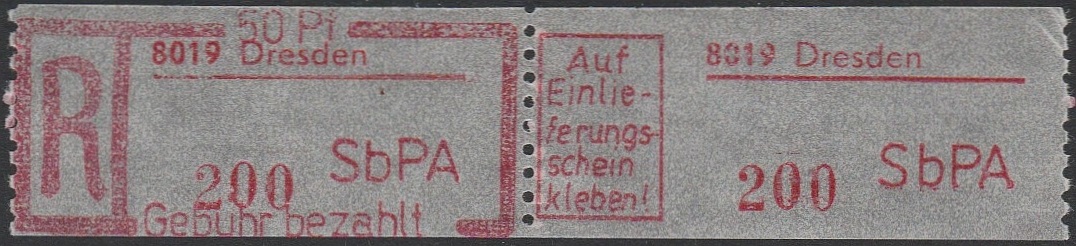 50 Pf
R
8019 Dresden
SbPA
200
Gebühr bezahlt
Auf
Einlie-
ferungs-
schein
kleben!
8019 Dresden
SbPA
200